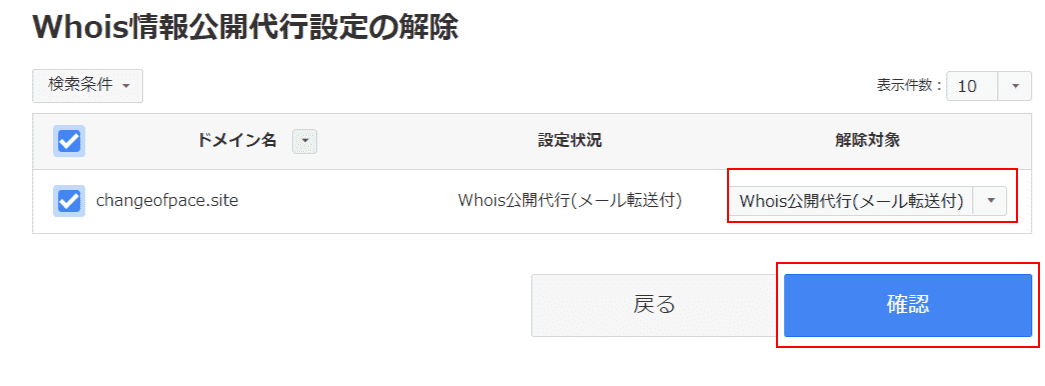 Whois情報公開代行設定の解除
検索条件
表示件数： 10
ドメイン名 設定状況 解除対象
changeofpace.site Whois公開代行(メール転送付) Whois公開代行(メール転送付)
戻る 確認